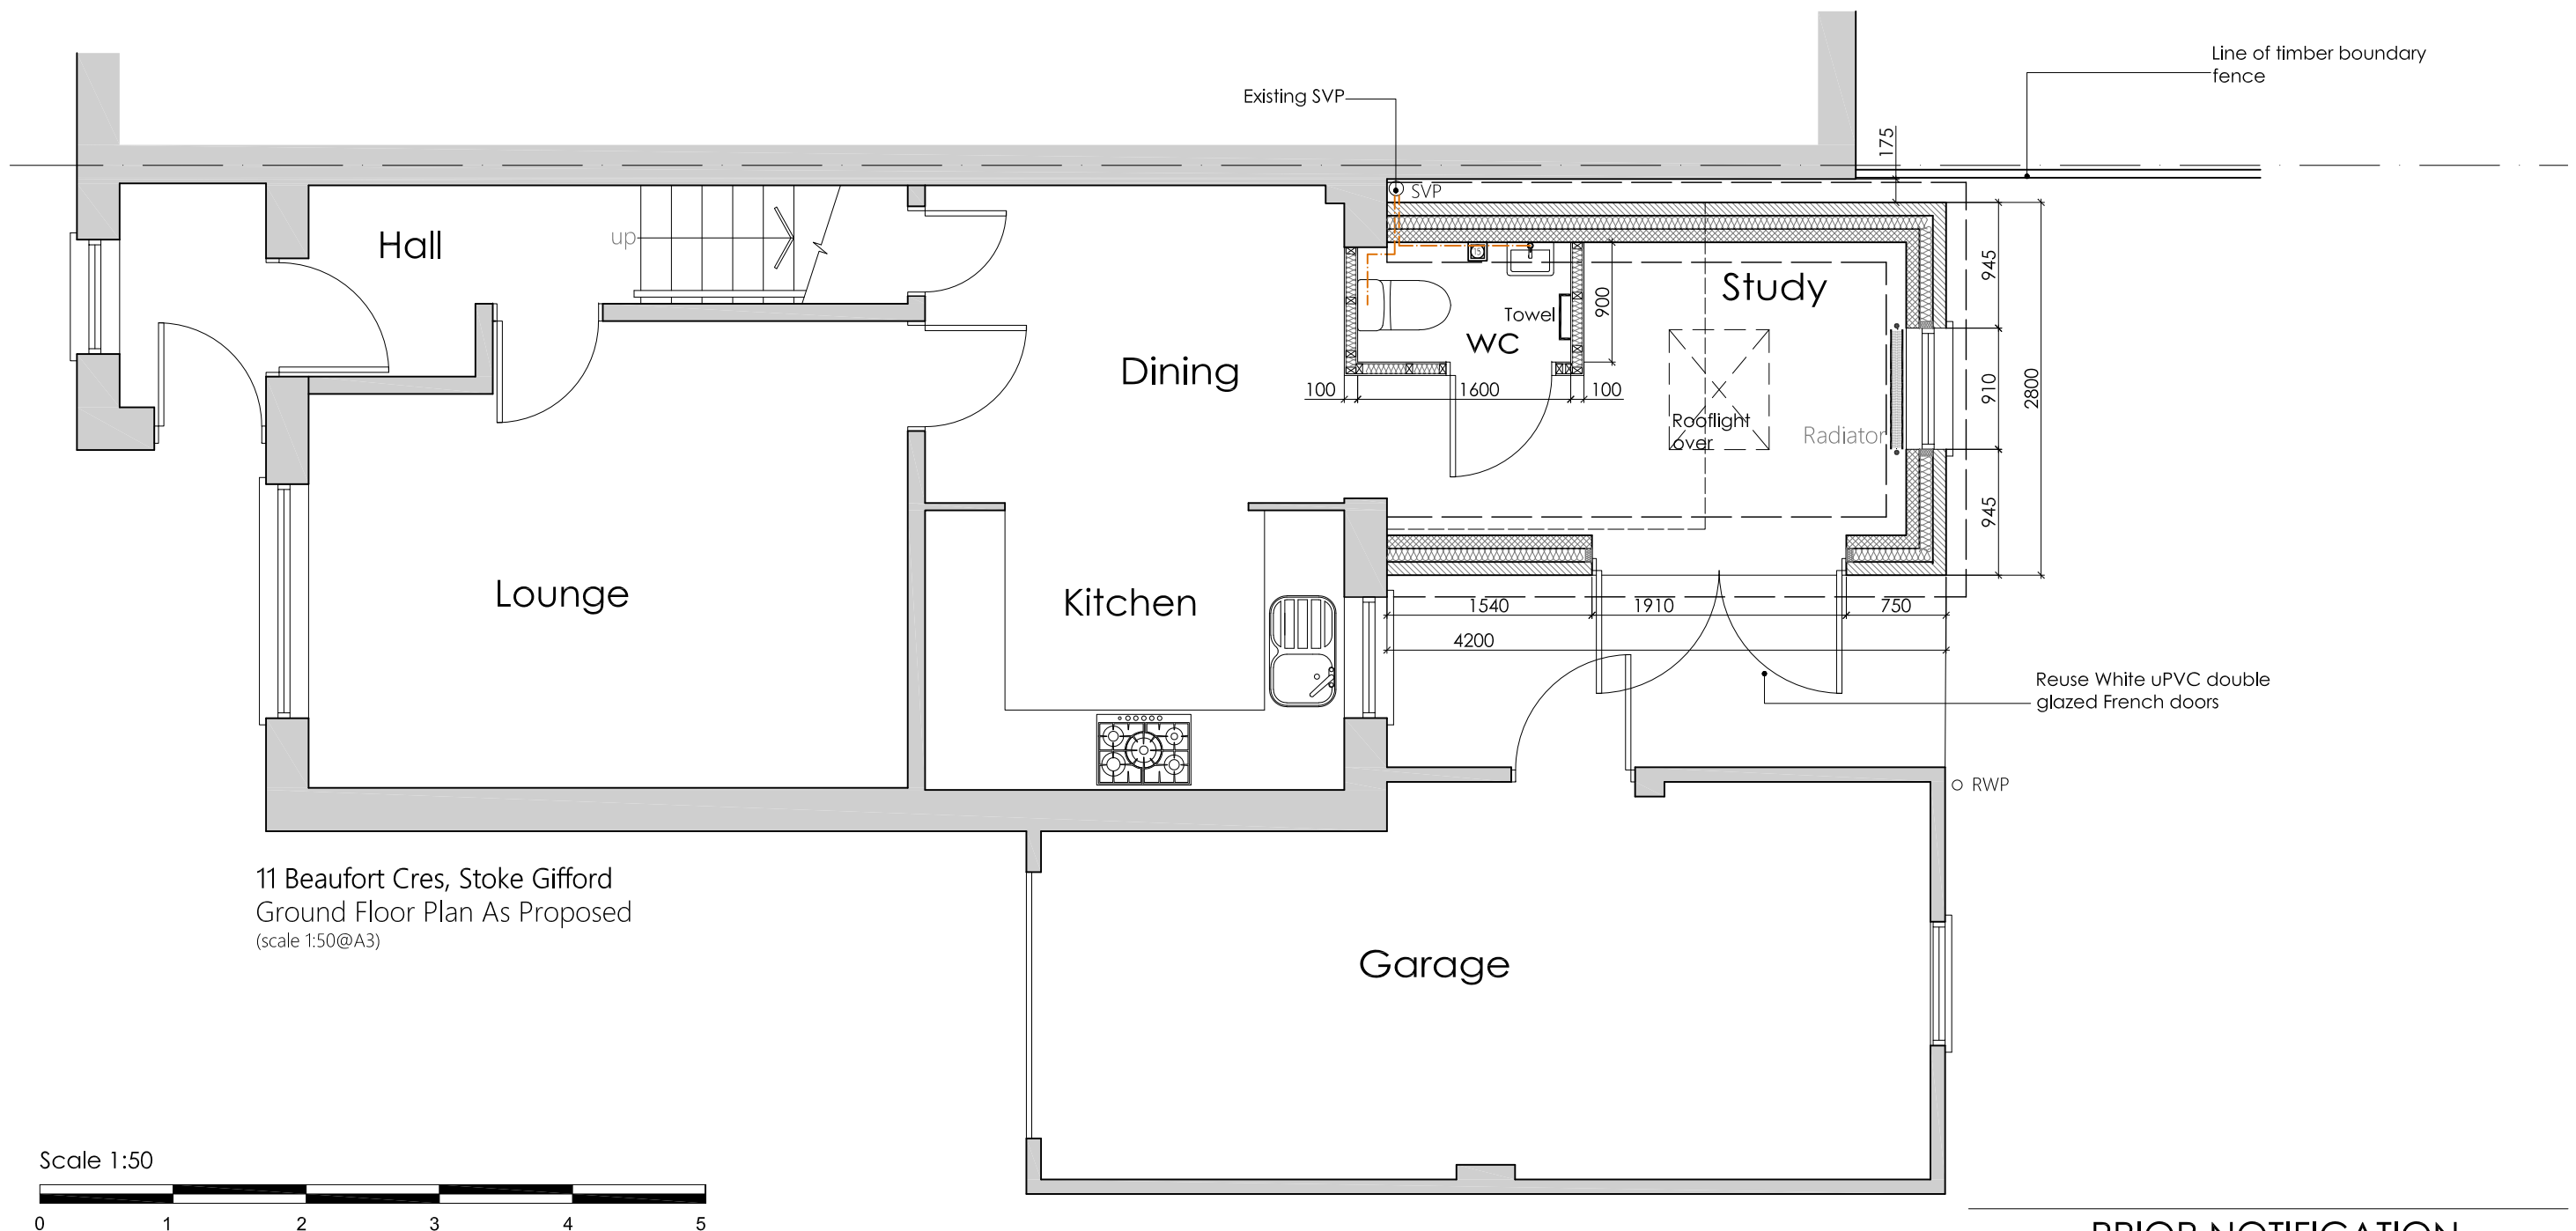 Line of timber boundary
fence
Existing SVP
175
SVP
Hall
up
945
Study
900
Towel
WC
Dining
910
2800
100
1600
100
Rooflight
over
Radiator
945
Lounge
Kitchen
1540
1910
750
4200
Reuse White uPVC double
glazed French doors
RWP
11 Beaufort Cres, Stoke Gifford
Ground Floor Plan As Proposed
(scale 1:50@A3)
Garage
Scale 1:50
0 1 2 3 4 5
PRIOR NOTIFICATION